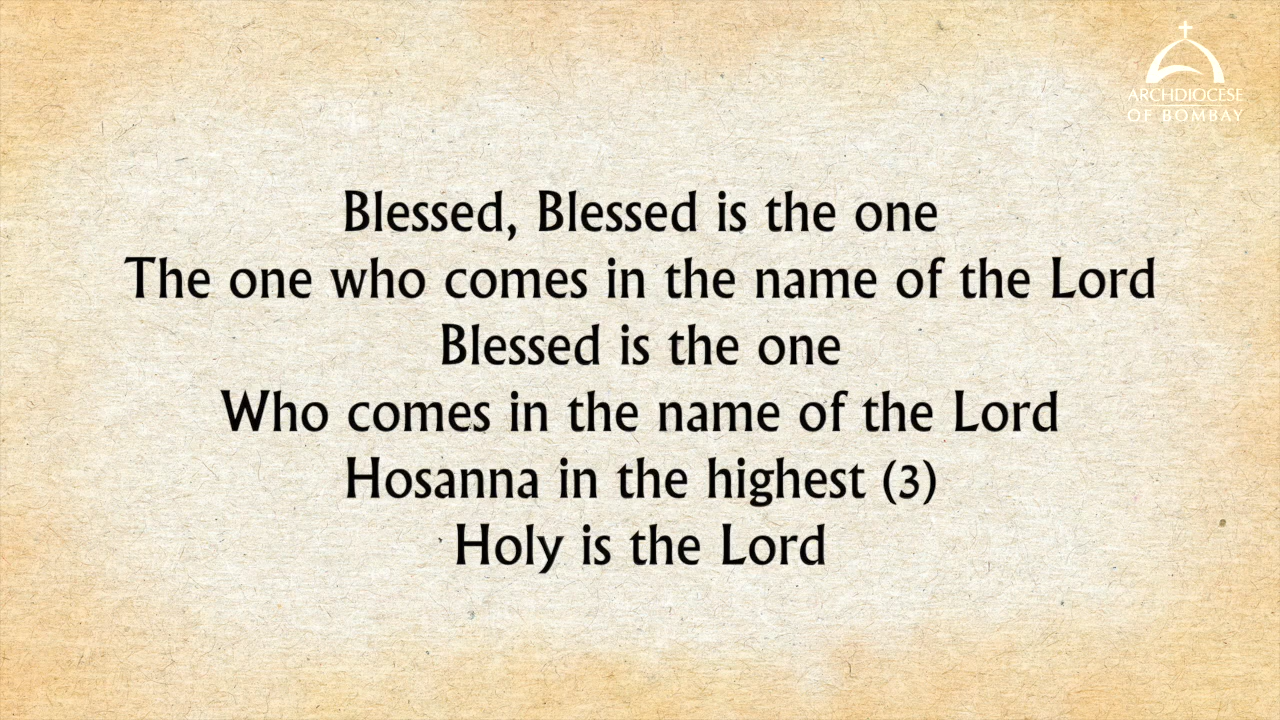 ARCHDIOCESE
OF BOMBAY
Blessed, Blessed is the one
The one who comes in the name of the Lord
Blessed is the one
Who comes in the name of the Lord
Hosanna in the highest (3)
Holy is the Lord